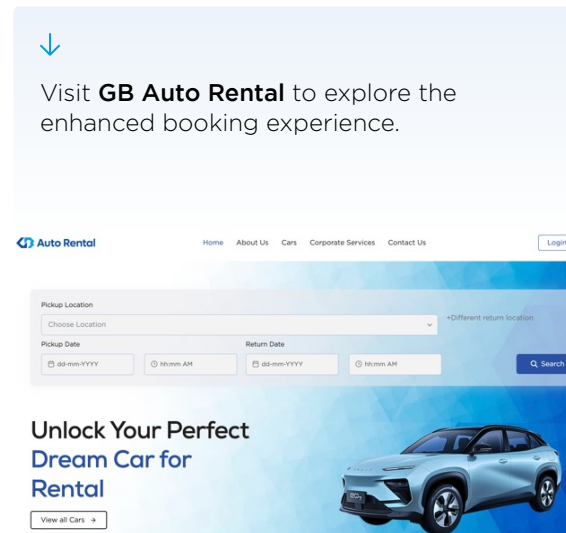 Visit GB Auto Rental to explore the
enhanced booking experience.
Auto Rental
Home About Us Cars Corporate Services Contact Us Login
Pickup Location
Choose Location
+Different return location
Pickup Date Return Date
dd-mm-YYYY hh:mm AM dd-mm-YYYY hh:mm AM Search
Unlock Your Perfect
Dream Car for
Rental
View all Cars →